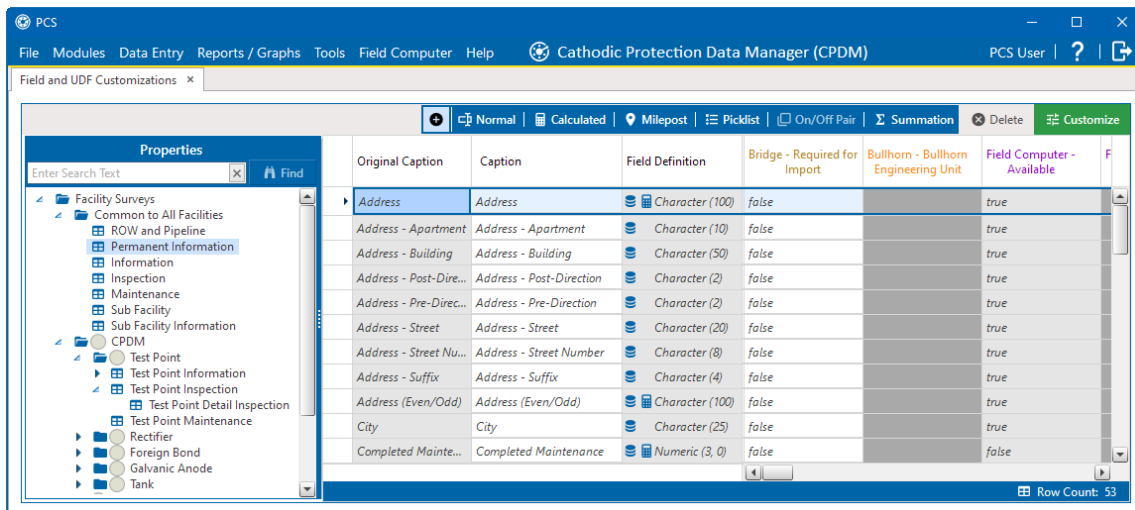 PCS
File Modules Data Entry Reports / Graphs Tools Field Computer Help Cathodic Protection Data Manager (CPDM) PCS User | ? |
Field and UDF Customizations ×
Normal | Calculated | Milepost | Picklist | On/Off Pair | Σ Summation Delete Customize
Properties
Enter Search Text × Find
Facility Surveys
Common to All Facilities
ROW and Pipeline
Permanent Information
Information
Inspection
Maintenance
Sub Facility
Sub Facility Information
CPDM
Test Point
Test Point Information
Test Point Inspection
Test Point Detail Inspection
Test Point Maintenance
Rectifier
Foreign Bond
Galvanic Anode
Tank
Original Caption Caption Field Definition Bridge - Required for Import Bullhorn - Bullhorn Engineering Unit Field Computer - Available F
Address Address Character (100) false true
Address - Apartment Address - Apartment Character (10) false true
Address - Building Address - Building Character (50) false true
Address - Post-Dire... Address - Post-Direction Character (2) false true
Address - Pre-Direc... Address - Pre-Direction Character (2) false true
Address - Street Address - Street Character (20) false true
Address - Street Nu... Address - Street Number Character (8) false true
Address - Suffix Address - Suffix Character (4) false true
Address (Even/Odd) Address (Even/Odd) Character (100) false true
City City Character (25) false true
Completed Mainte... Completed Maintenance Numeric (3, 0) false false
Row Count: 53